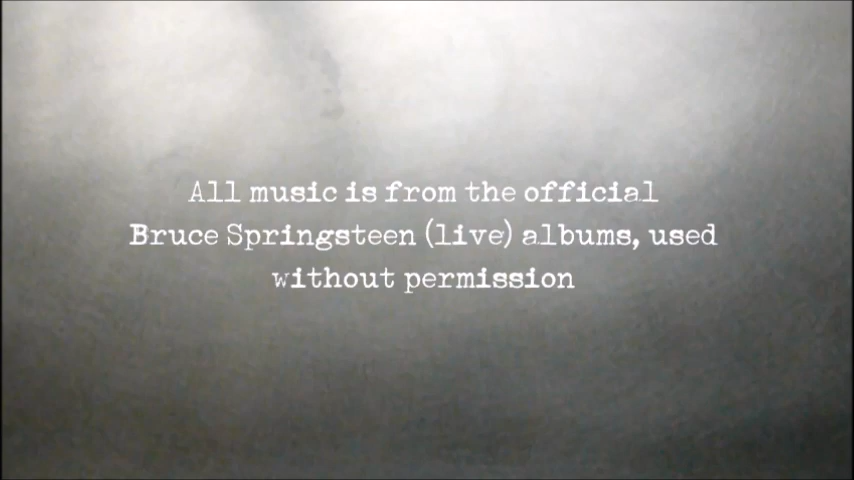 All music is from the official
Bruce Springsteen (live) albums, used
without permission